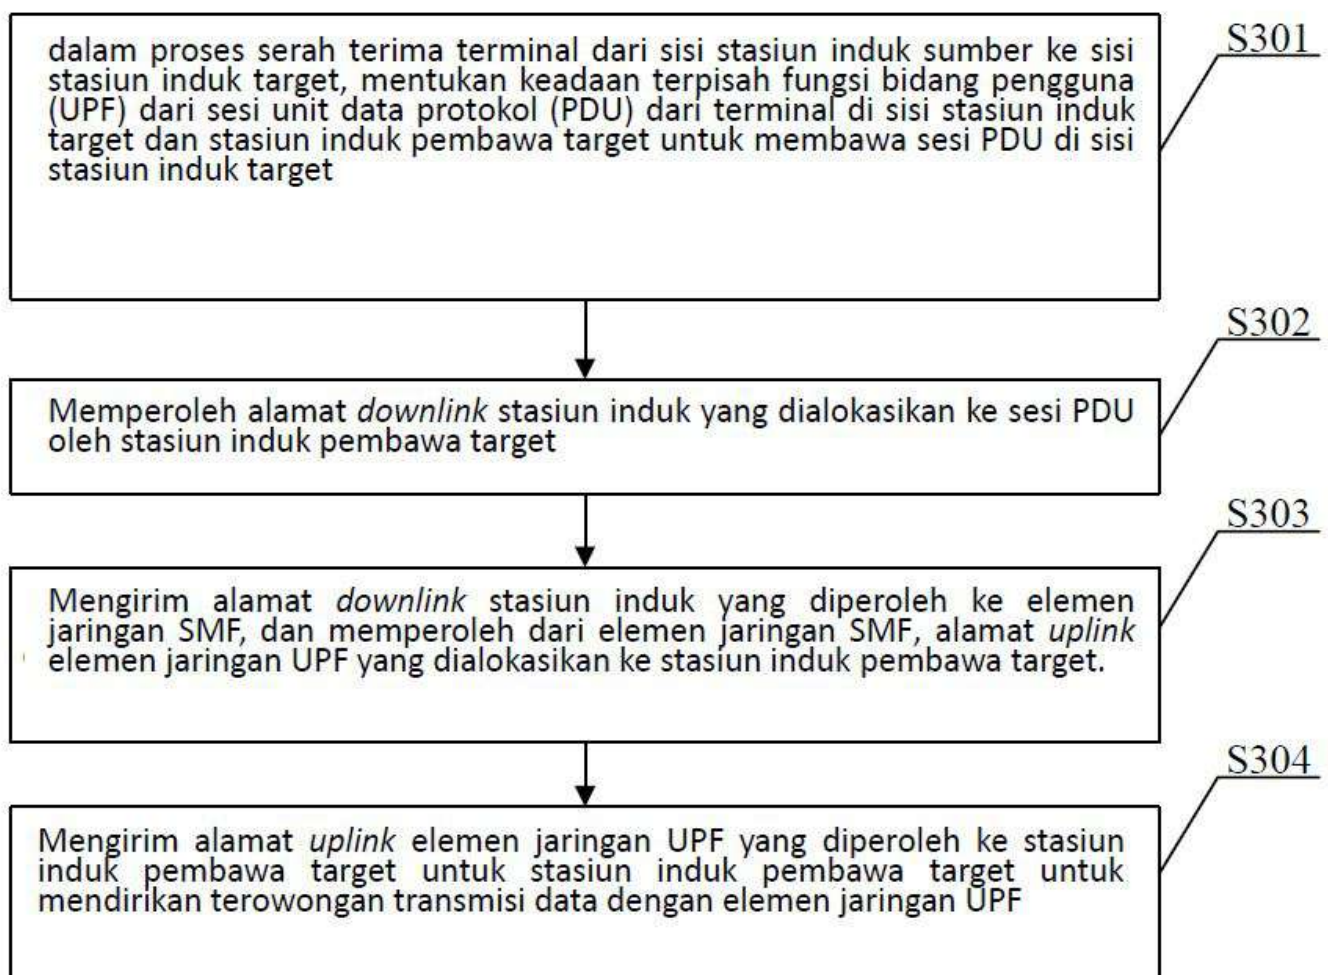 S301
dalam proses serah terima terminal dari sisi stasiun induk sumber ke sisi
stasiun induk target, mentukan keadaan terpisah fungsi bidang pengguna
(UPF) dari sesi unit data protokol (PDU) dari terminal di sisi stasiun induk
target dan stasiun induk pembawa target untuk membawa sesi PDU di sisi
stasiun induk target
S302
Memperoleh alamat downlink stasiun induk yang dialokasikan ke sesi PDU
oleh stasiun induk pembawa target
S303
Mengirim alamat downlink stasiun induk yang diperoleh ke elemen
jaringan SMF, dan memperoleh dari elemen jaringan SMF, alamat uplink
elemen jaringan UPF yang dialokasikan ke stasiun induk pembawa target.
S304
Mengirim alamat uplink elemen jaringan UPF yang diperoleh ke stasiun
induk pembawa target untuk stasiun induk pembawa target untuk
mendirikan terowongan transmisi data dengan elemen jaringan UPF